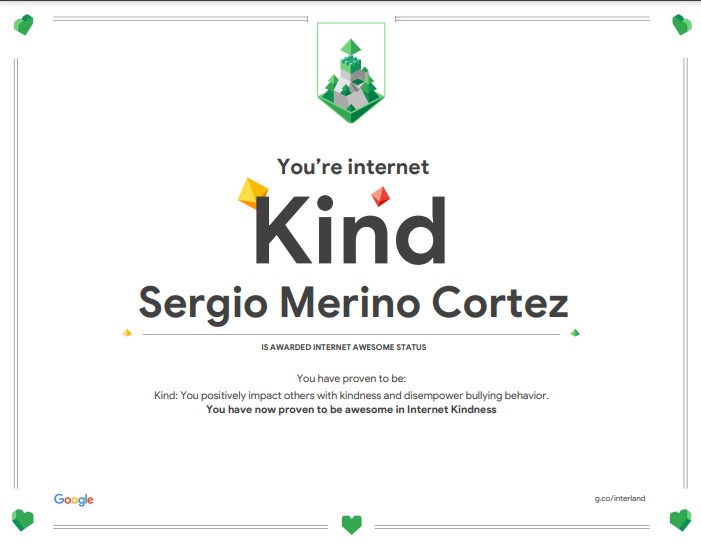 You're internet
Kind
Sergio Merino Cortez
IS AWARDED INTERNET AWESOME STATUS
You have proven to be:
Kind: You positively impact others with kindness and disempower bullying behavior.
You have now proven to be awesome in Internet Kindness
Google
g.co/interland